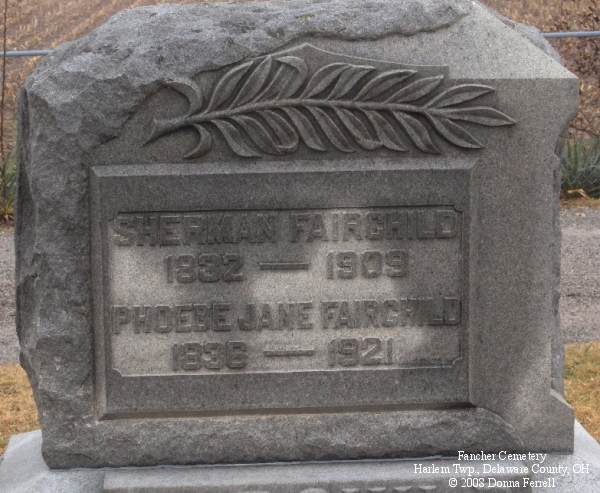 SHERMAN FAIRCHILD
1832 — 1909
PHOEBE JANE FAIRCHILD
1836 — 1921
Fancher Cemetery
Harlem Twp., Delaware County, OH
© 2008 Donna Ferrell